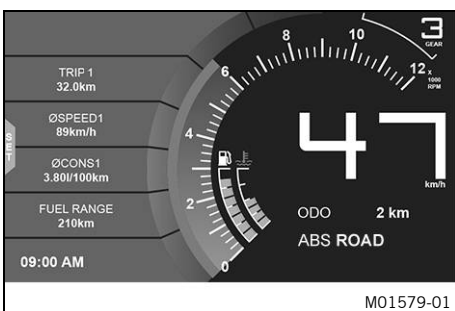 TRIP 1
32.0km
ØSPEED1
89km/h
ØCONS1
3.80l/100km
FUEL RANGE
210km
09:00 AM
SET
0
2
4
6
8
10
12
X
1000
RPM
3
GEAR
47
km/h
ODO 2 km
ABS ROAD
M01579-01